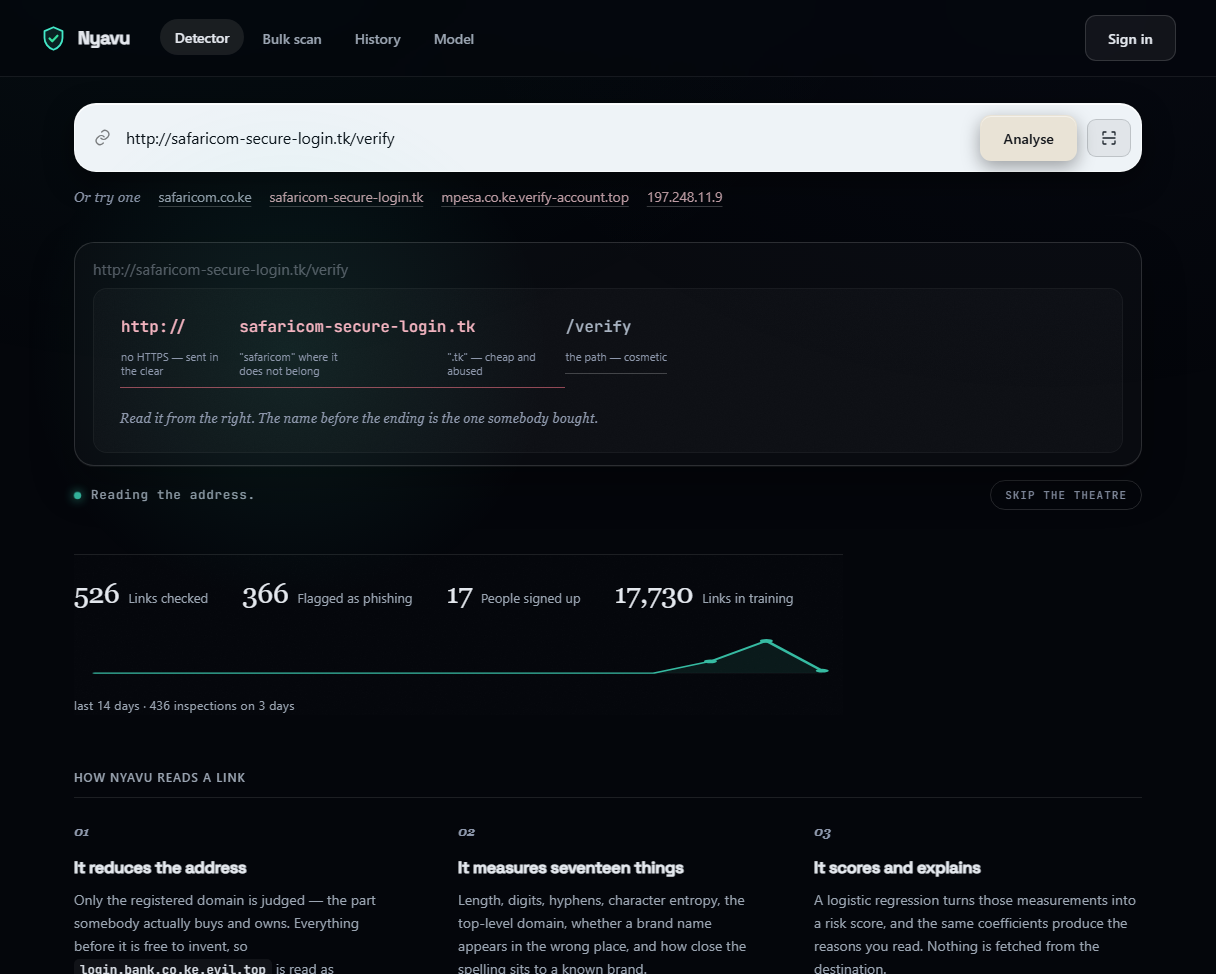 Nyavu Detector Bulk scan History Model Sign in
http://safaricom-secure-login.tk/verify Analyse
Or try one safaricom.co.ke safaricom-secure-login.tk mpesa.co.ke.verify-account.top 197.248.11.9
http://safaricom-secure-login.tk/verify
http:// safaricom-secure-login.tk /verify
no HTTPS — sent in "safaricom" where it ".tk" — cheap and the path — cosmetic
the clear does not belong abused
Read it from the right. The name before the ending is the one somebody bought.
Reading the address. SKIP THE THEATRE
526 Links checked 366 Flagged as phishing 17 People signed up 17,730 Links in training
last 14 days · 436 inspections on 3 days
HOW NYAVU READS A LINK
01 02 03
It reduces the address It measures seventeen things It scores and explains
Only the registered domain is judged — the part Length, digits, hyphens, character entropy, the A logistic regression turns those measurements into
somebody actually buys and owns. Everything top-level domain, whether a brand name a risk score, and the same coefficients produce the
before it is free to invent, so appears in the wrong place, and how close the reasons you read. Nothing is fetched from the
login.bank.co.ke.evil.top is read as spelling sits to a known brand. destination.